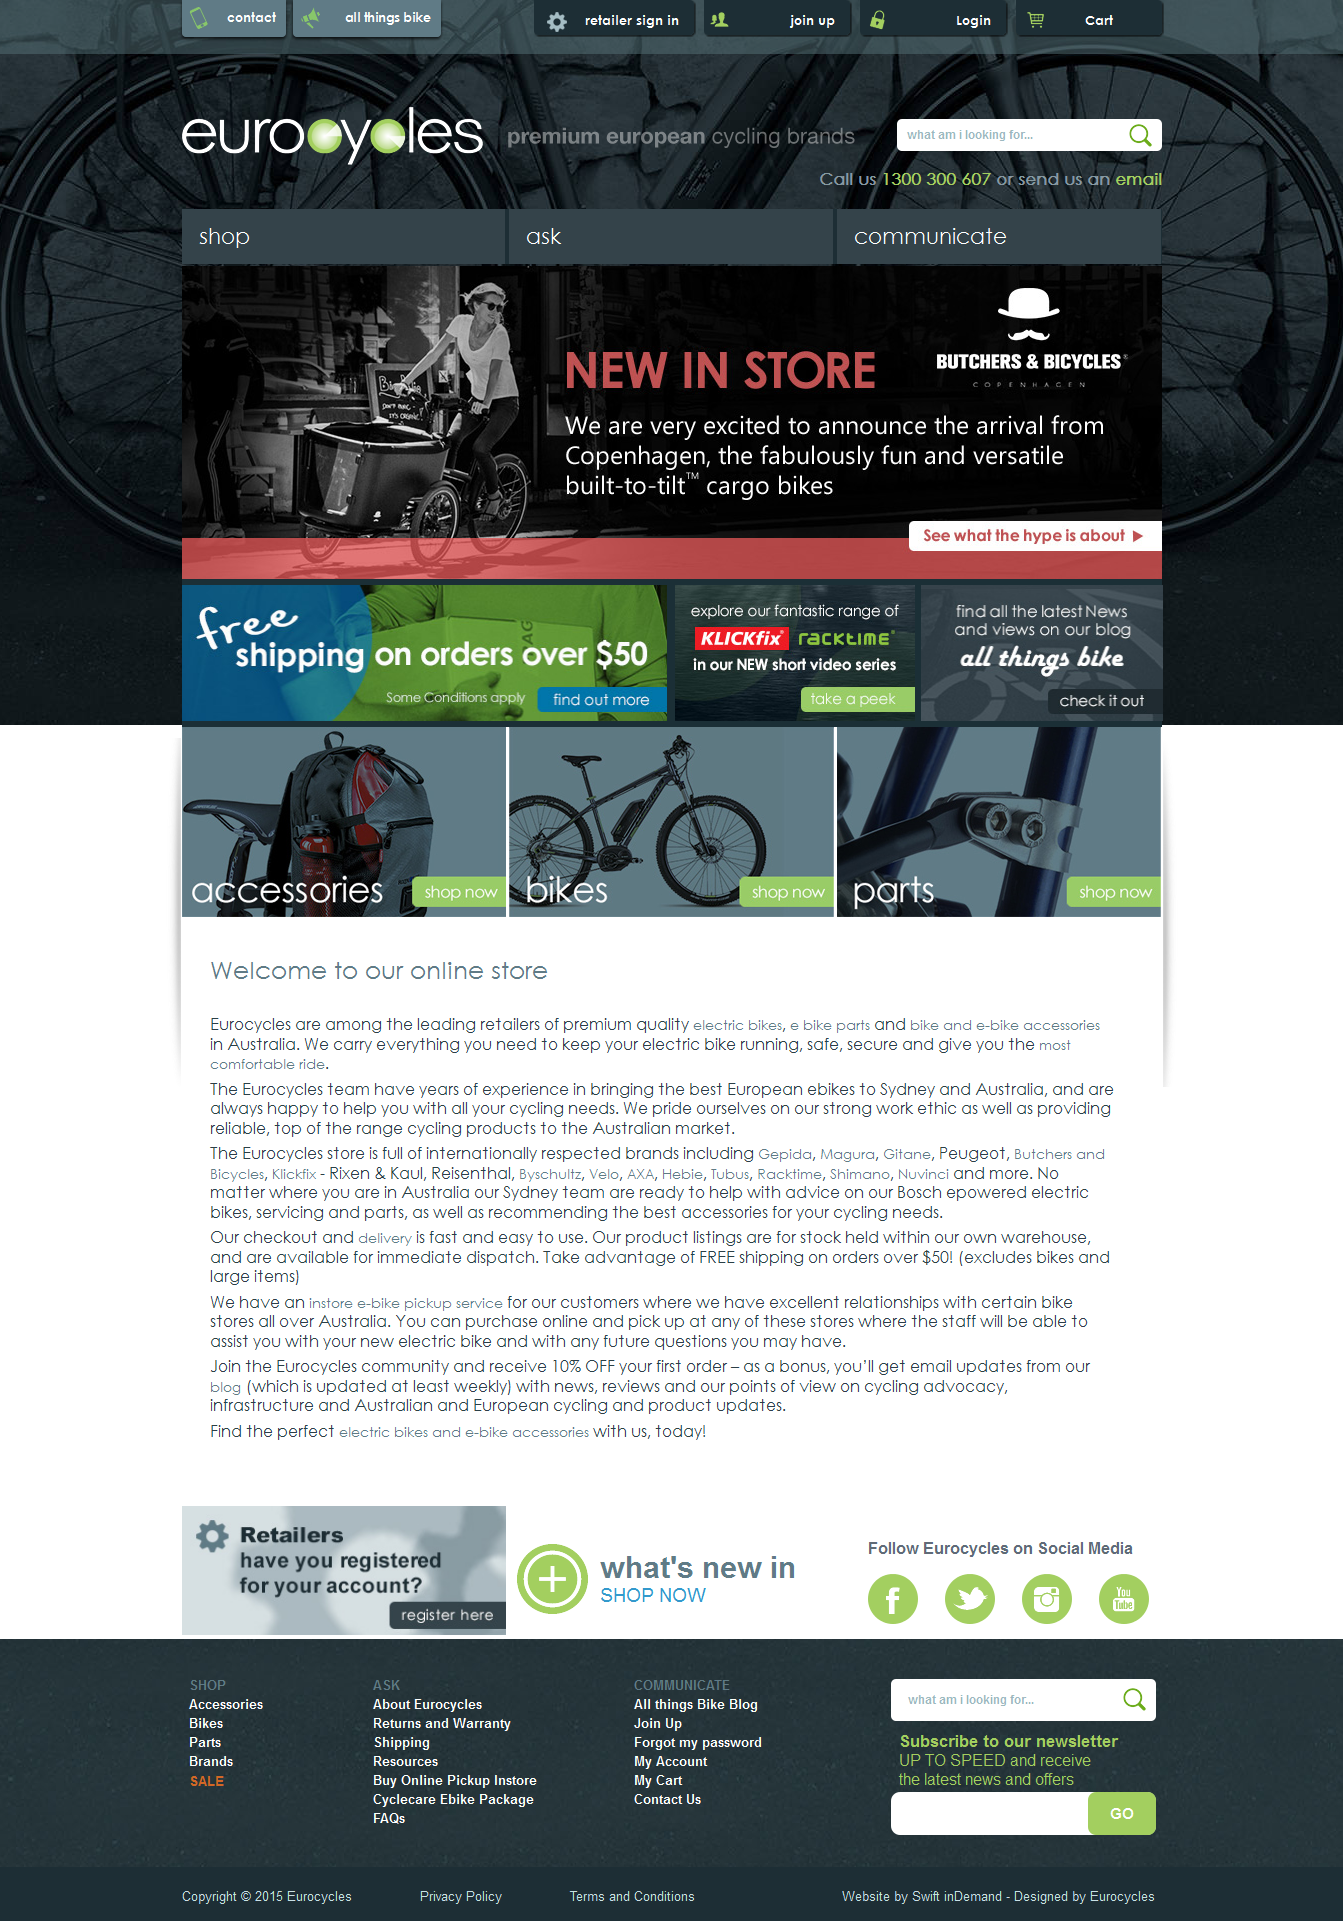 contact
all things bike
retailer sign in
join up
Login
Cart
eurocycles
premium european cycling brands
what am i looking for...
Call us 1300 300 607 or send us an email
shop
ask
communicate
BUTCHERS & BICYCLES®
COPENHAGEN
NEW IN STORE
We are very excited to announce the arrival from
Copenhagen, the fabulously fun and versatile
built-to-tilt™ cargo bikes
See what the hype is about
free
shipping on orders over $50
Some Conditions apply
find out more
explore our fantastic range of
KLICKfix® racktime®
in our NEW short video series
take a peek
find all the latest News
and views on our blog
all things bike
check it out
accessories
shop now
bikes
shop now
parts
shop now
Welcome to our online store
Eurocycles are among the leading retailers of premium quality electric bikes, e bike parts and bike and e-bike accessories
in Australia. We carry everything you need to keep your electric bike running, safe, secure and give you the most
comfortable ride.
The Eurocycles team have years of experience in bringing the best European ebikes to Sydney and Australia, and are
always happy to help you with all your cycling needs. We pride ourselves on our strong work ethic as well as providing
reliable, top of the range cycling products to the Australian market.
The Eurocycles store is full of internationally respected brands including Gepida, Magura, Gitane, Peugeot, Butchers and
Bicycles, Klickfix - Rixen & Kaul, Reisenthal, Byschultz, Velo, AXA, Hebie, Tubus, Racktime, Shimano, Nuvinci and more. No
matter where you are in Australia our Sydney team are ready to help with advice on our Bosch epowered electric
bikes, servicing and parts, as well as recommending the best accessories for your cycling needs.
Our checkout and delivery is fast and easy to use. Our product listings are for stock held within our own warehouse,
and are available for immediate dispatch. Take advantage of FREE shipping on orders over $50! (excludes bikes and
large items)
We have an instore e-bike pickup service for our customers where we have excellent relationships with certain bike
stores all over Australia. You can purchase online and pick up at any of these stores where the staff will be able to
assist you with your new electric bike and with any future questions you may have.
Join the Eurocycles community and receive 10% OFF your first order – as a bonus, you’ll get email updates from our
blog (which is updated at least weekly) with news, reviews and our points of view on cycling advocacy,
infrastructure and Australian and European cycling and product updates.
Find the perfect electric bikes and e-bike accessories with us, today!
Retailers
have you registered
for your account?
register here
what's new in
SHOP NOW
Follow Eurocycles on Social Media
You
Tube
SHOP
Accessories
Bikes
Parts
Brands
SALE
ASK
About Eurocycles
Returns and Warranty
Shipping
Resources
Buy Online Pickup Instore
Cyclecare Ebike Package
FAQs
COMMUNICATE
All things Bike Blog
Join Up
Forgot my password
My Account
My Cart
Contact Us
what am i looking for...
Subscribe to our newsletter
UP TO SPEED and receive
the latest news and offers
GO
Copyright © 2015 Eurocycles
Privacy Policy
Terms and Conditions
Website by Swift inDemand - Designed by Eurocycles